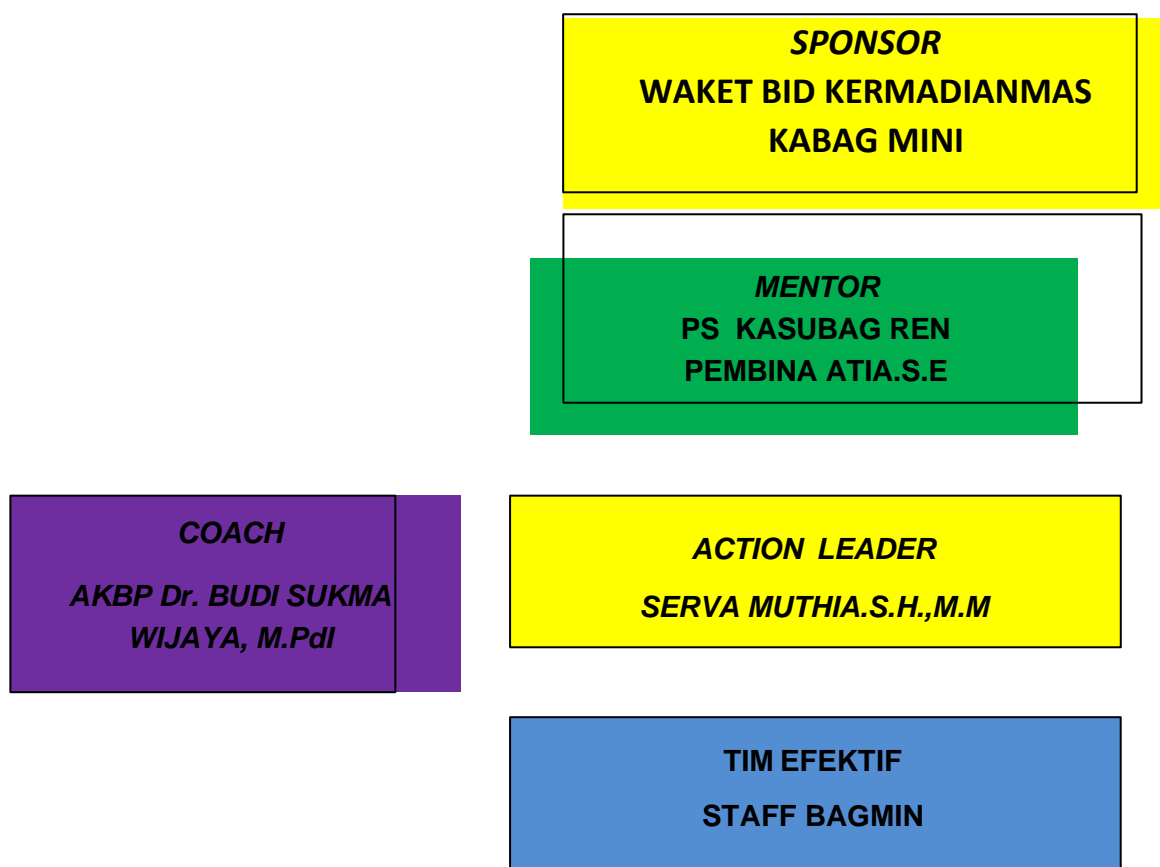 SPONSOR
WAKET BID KERMADIANMAS
KABAG MINI
MENTOR
PS KASUBAG REN
PEMBINA ATIA.S.E
COACH
AKBP Dr. BUDI SUKMA
WIJAYA, M.PdI
ACTION LEADER
SERVA MUTHIA.S.H.,M.M
TIM EFEKTIF
STAFF BAGMIN